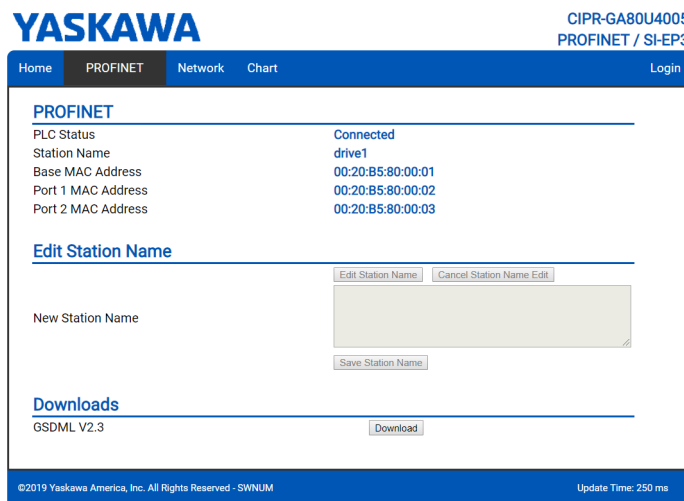 YASKAWA
CIPR-GA80U4005
PROFINET / SI-EP3
Home PROFINET Network Chart Login
PROFINET
PLC Status Connected
Station Name drive1
Base MAC Address 00:20:B5:80:00:01
Port 1 MAC Address 00:20:B5:80:00:02
Port 2 MAC Address 00:20:B5:80:00:03
Edit Station Name
Edit Station Name Cancel Station Name Edit
New Station Name
Save Station Name
Downloads
GSDML V2.3 Download
©2019 Yaskawa America, Inc. All Rights Reserved - SWNUM Update Time: 250 ms